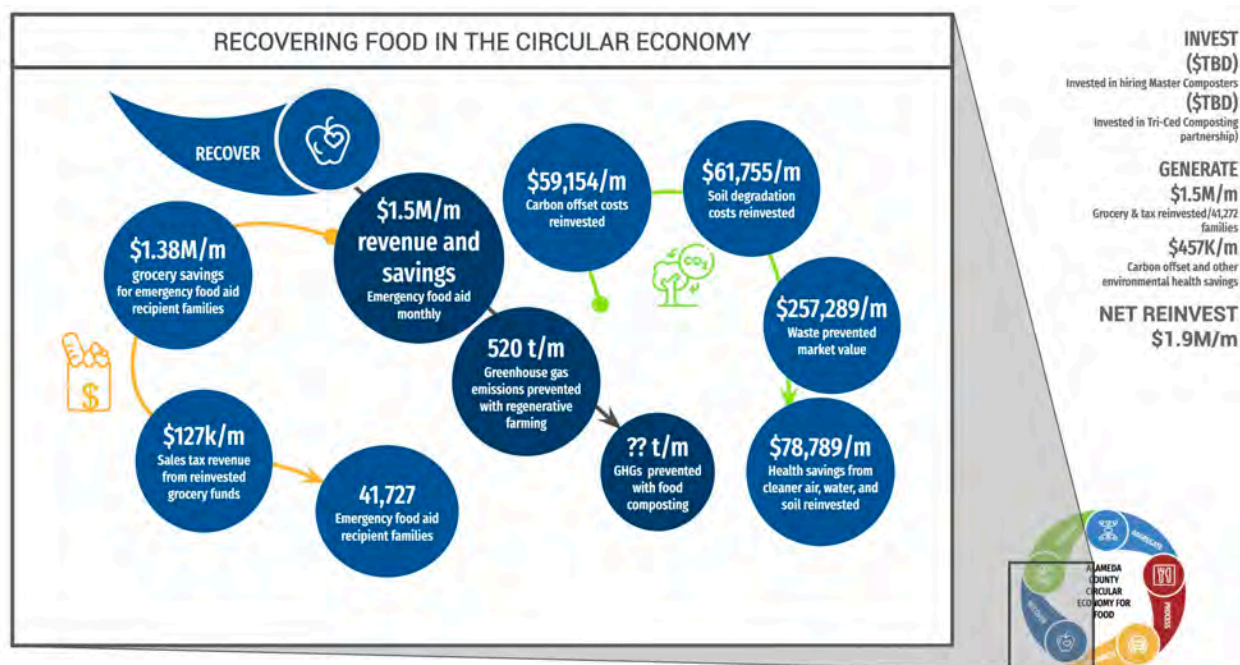 RECOVERING FOOD IN THE CIRCULAR ECONOMY
RECOVER
$1.5M/m
revenue and
savings
Emergency food aid
monthly
$1.38M/m
grocery savings
for emergency food aid
recipient families
$
$127k/m
Sales tax revenue
from reinvested
grocery funds
41,727
Emergency food aid
recipient families
520 t/m
Greenhouse gas
emissions prevented
with regenerative
farming
?? t/m
GHGs prevented
with food
composting
$59,154/m
Carbon offset costs
reinvested
CO2
$61,755/m
Soil degradation
costs reinvested
$257,289/m
Waste prevented
market value
$78,789/m
Health savings from
cleaner air, water, and
soil reinvested
INVEST
($TBD)
Invested in hiring Master Composters
($TBD)
Invested in Tri-Ced Composting
partnership)
GENERATE
$1.5M/m
Grocery & tax reinvested/41,272
families
$457K/m
Carbon offset and other
environmental health savings
NET REINVEST
$1.9M/m
ALAMEDA
COUNTY
CIRCULAR
ECONOMY FOR
FOOD
PROCESS
RECOVER